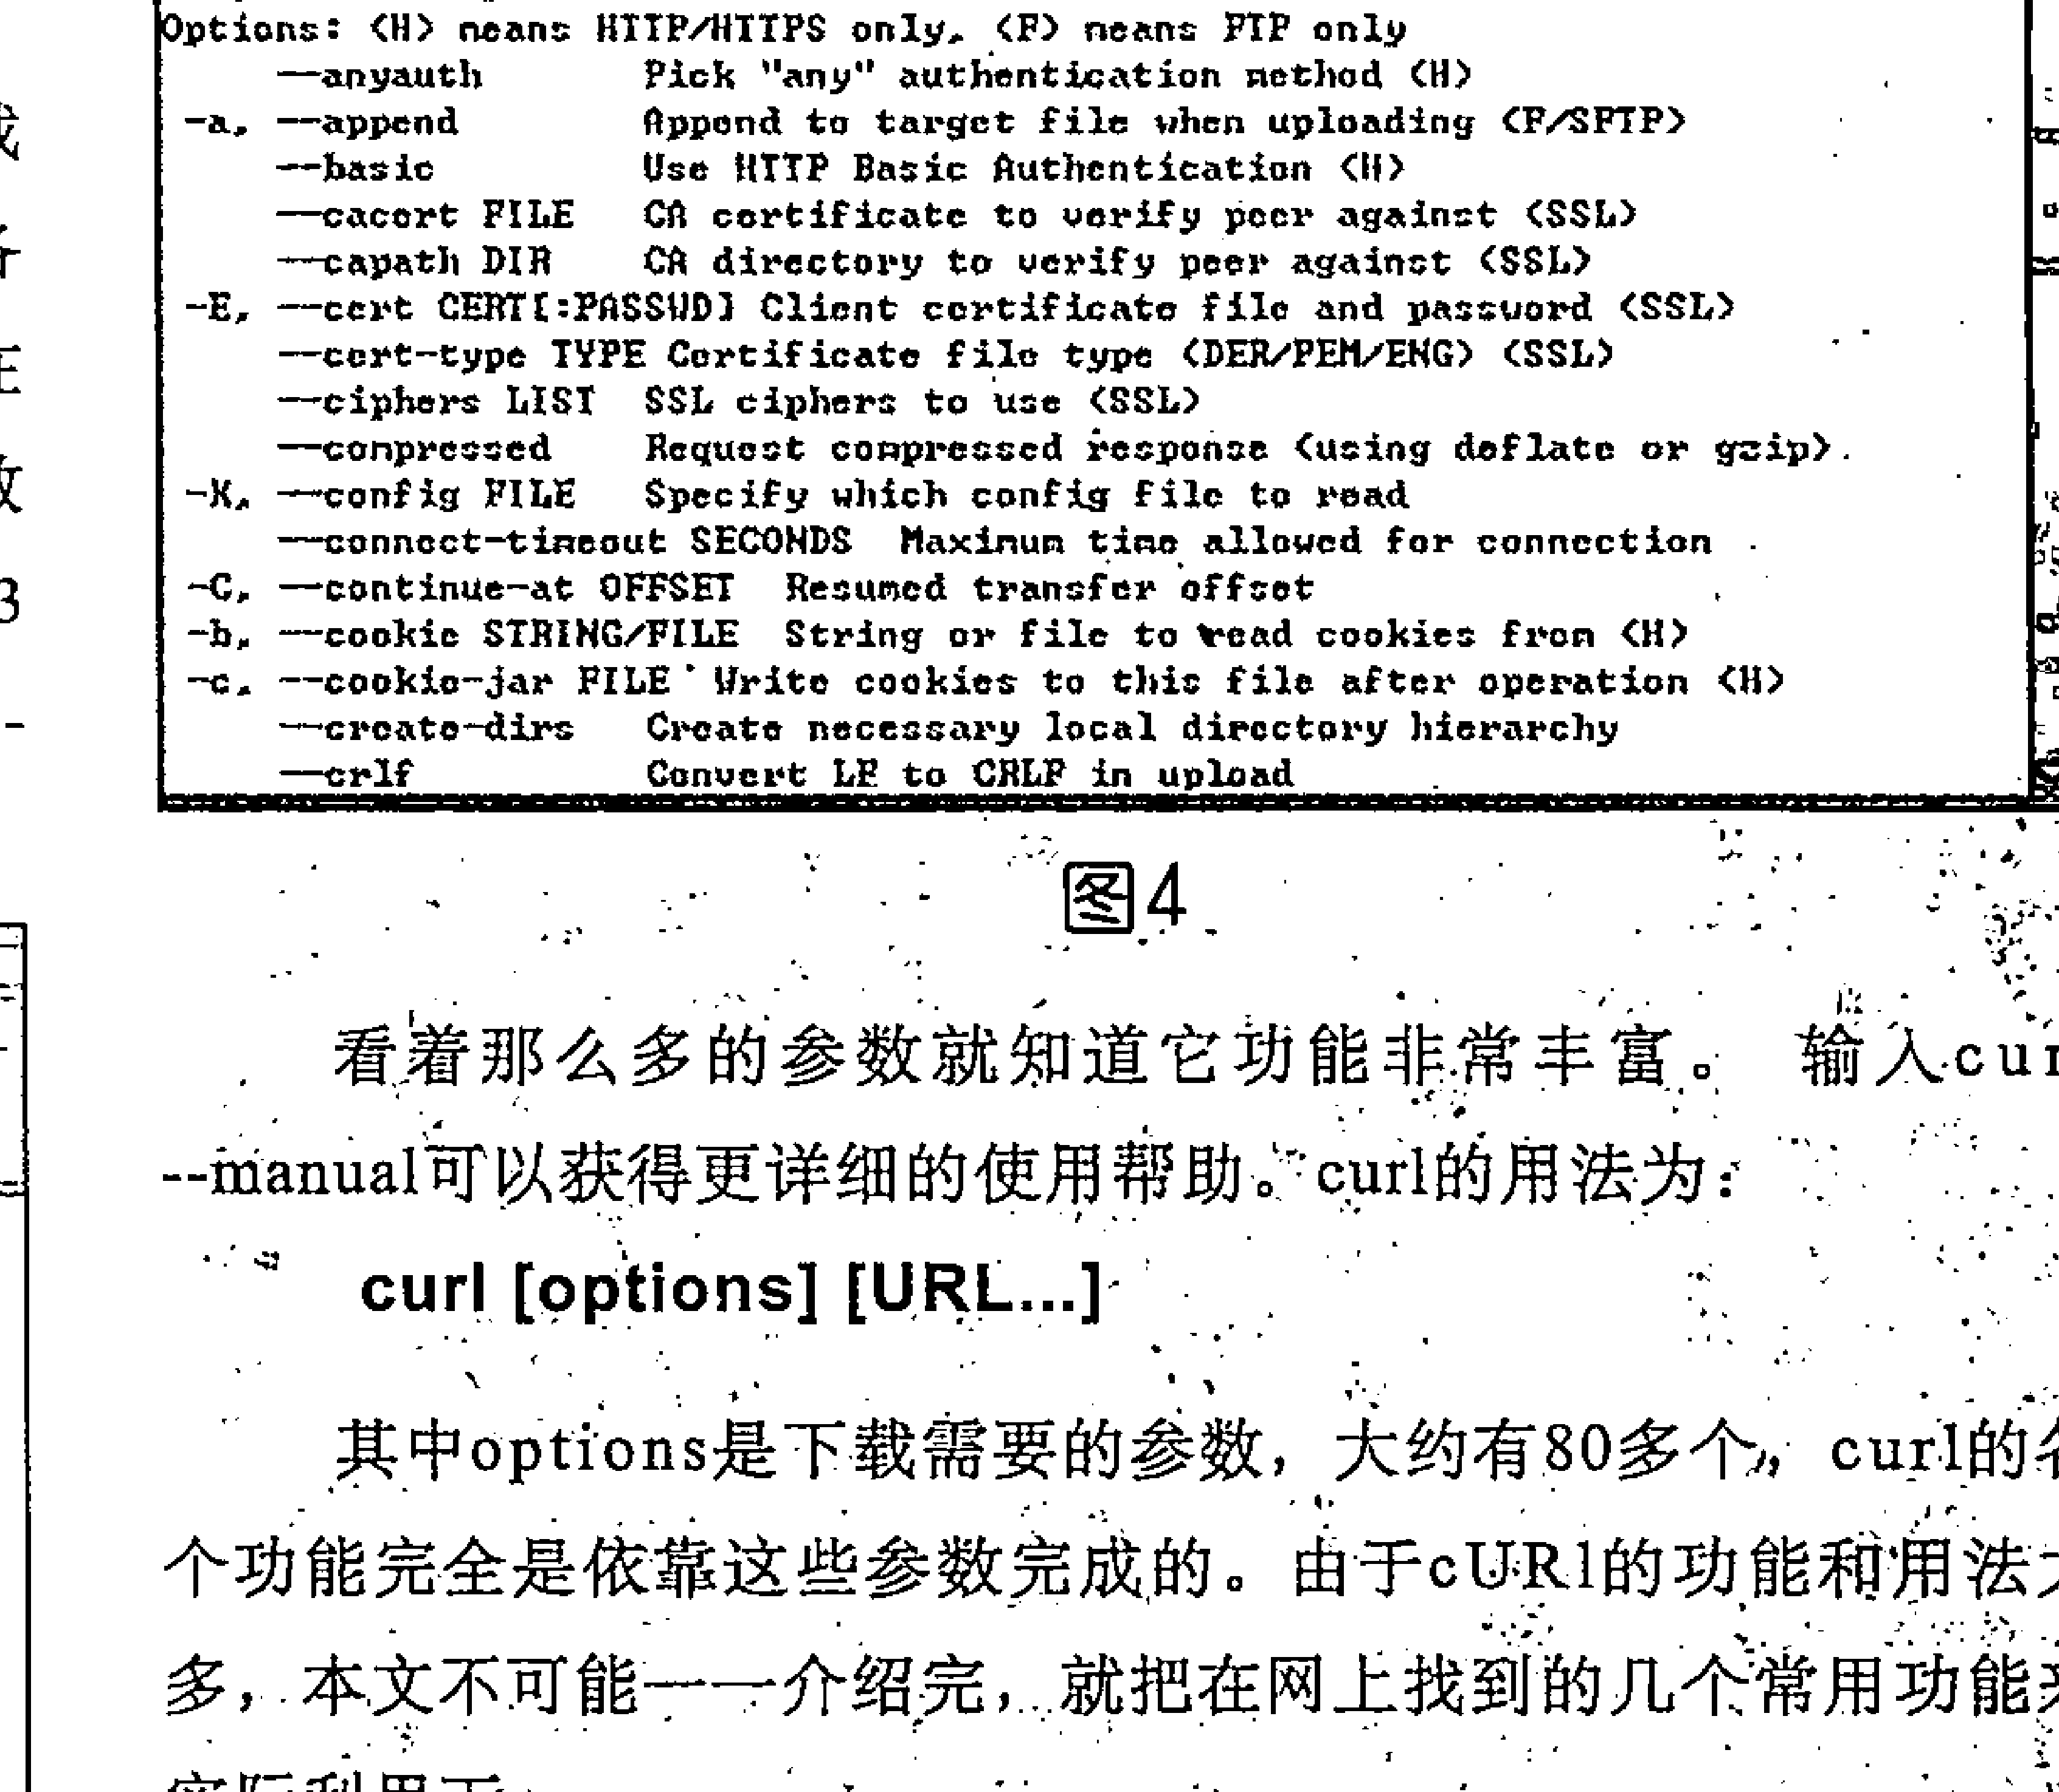 Options: (H) means HTTP/HTTPS only, (F) means FTP only
--anyauth Pick "any" authentication method (H)
-a, --append Append to target file when uploading (F/SFTP)
--basic Use HTTP Basic Authentication (H)
--cacert FILE CA certificate to verify peer against (SSL)
--capath DIR CA directory to verify peer against (SSL)
-E, --cert CERT[:PASSWD] Client certificate file and password (SSL)
--cert-type TYPE Certificate file type (DER/PEM/ENG) (SSL)
--ciphers LIST SSL ciphers to use (SSL)
--compressed Request compressed response (using deflate or gzip)
-K, --config FILE Specify which config file to read
--connect-timeout SECONDS Maximum time allowed for connection
-C, --continue-at OFFSET Resumed transfer offset
-b, --cookie STRING/FILE String or file to read cookies from (H)
-c, --cookie-jar FILE Write cookies to this file after operation (H)
--create-dirs Create necessary local directory hierarchy
--crlf Convert LF to CRLF in upload
图4
看着那么多的参数就知道它功能非常丰富。 输入cur
--manual可以获得更详细的使用帮助。curl的用法为:
curl [options] [URL...]
其中options是下载需要的参数，大约有80多个，curl的
个功能完全是依靠这些参数完成的。由于cURl的功能和用法
多，本文不可能一一介绍完，就把在网上找到的几个常用功能